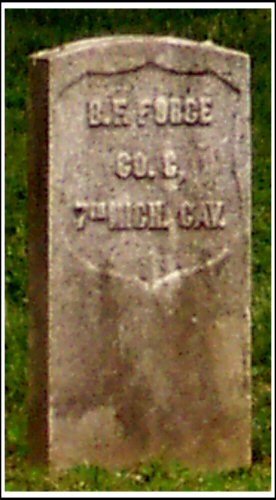 B.F. FORCE
CO. C,
7TH MICH. CAV.